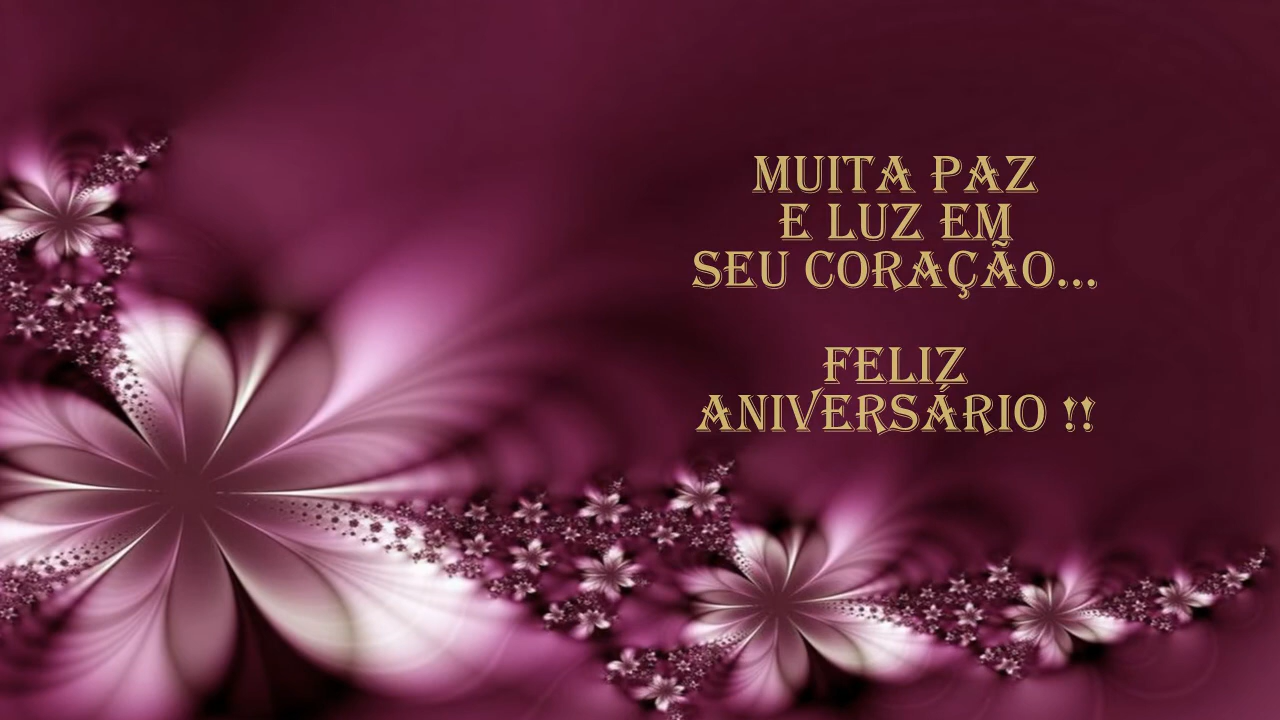 MUITA PAZ
E LUZ EM
SEU CORAÇÃO...
FELIZ
ANIVERSÁRIO !!